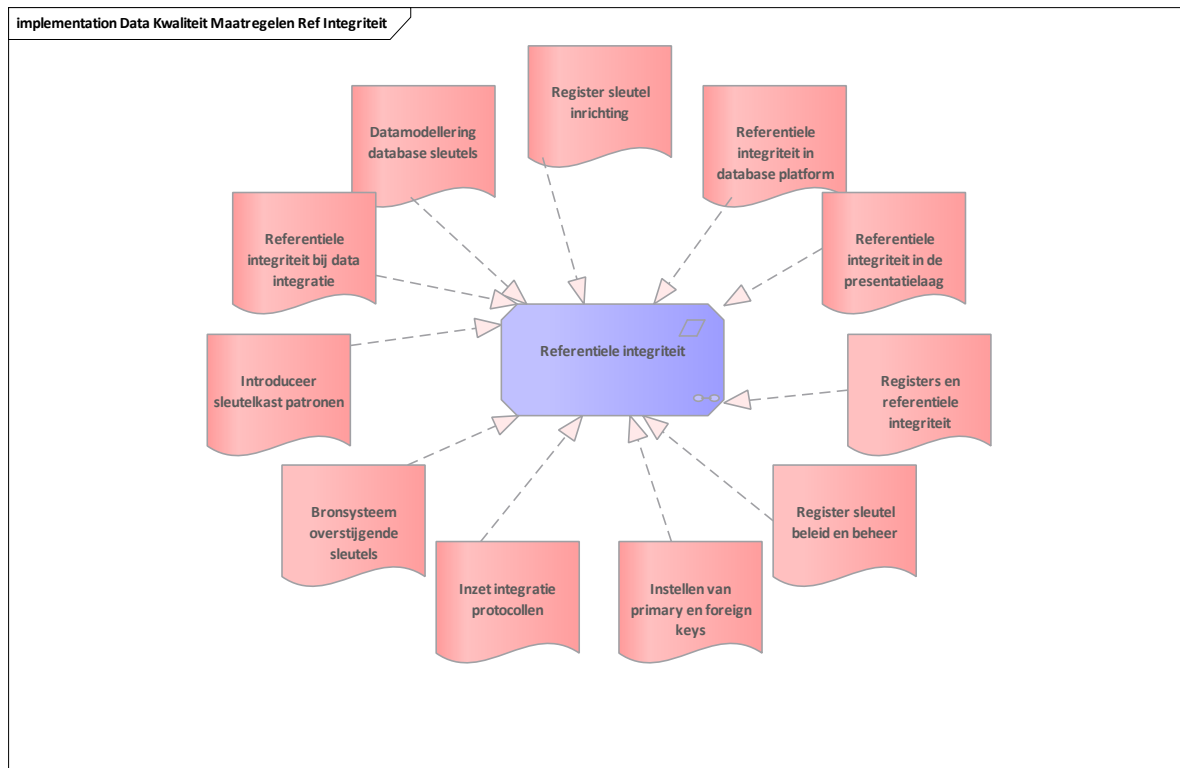 implementation Data Kwaliteit Maatregelen Ref Integriteit
Register sleutel
inrichting
Datamodellering
database sleutels
Referentiele
integriteit in
database platform
Referentiele
integriteit bij data
integratie
Referentiele
integriteit in de
presentatielaag
Referentiele integriteit
Introduceer
sleutelkast patronen
Registers en
referentiele
integriteit
Bronsysteem
overstijgende
sleutels
Register sleutel
beleid en beheer
Inzet integratie
protocollen
Instellen van
primary en foreign
keys